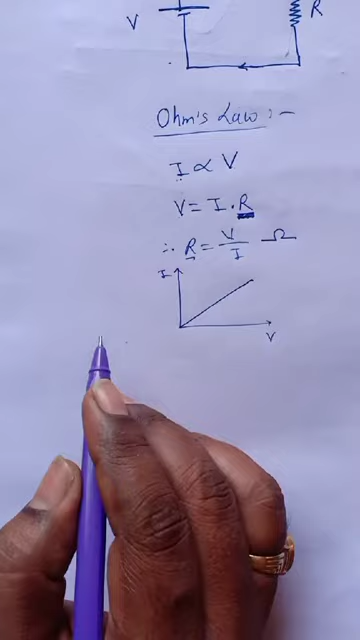 V
R
Ohm's Law :-
I ∝ V
V = I . R
∴ R = V/I Ω
I
V